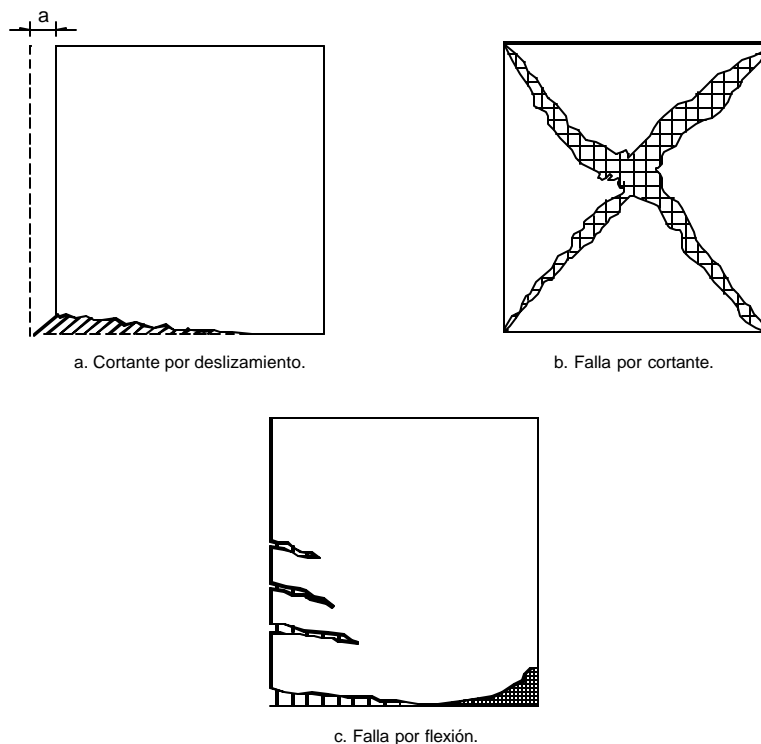 a
a. Cortante por deslizamiento.
b. Falla por cortante.
c. Falla por flexión.